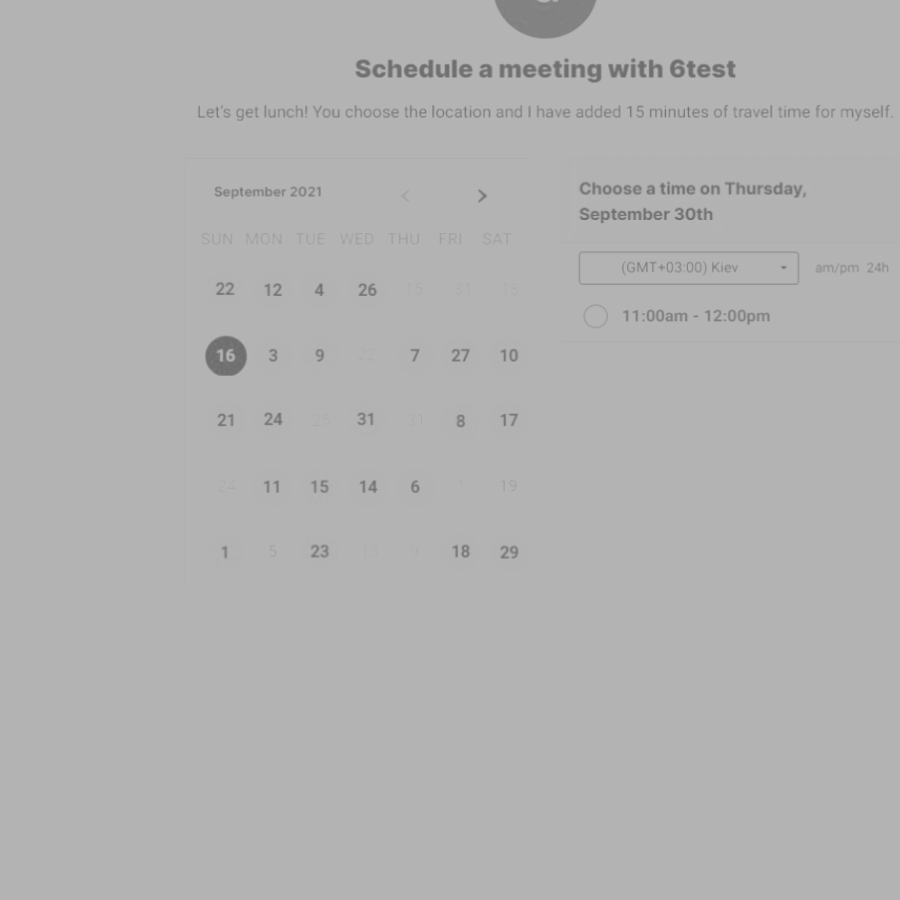 Schedule a meeting with 6test
Let's get lunch! You choose the location and I have added 15 minutes of travel time for myself.
September 2021
SUN MON TUE WED THU FRI SAT
22 12 4 26 15 31 15
16 3 9 22 7 27 10
21 24 25 31 31 8 17
24 11 15 14 6 1 19
1 5 23 13 9 18 29
Choose a time on Thursday,
September 30th
(GMT+03:00) Kiev am/pm 24h
11:00am - 12:00pm